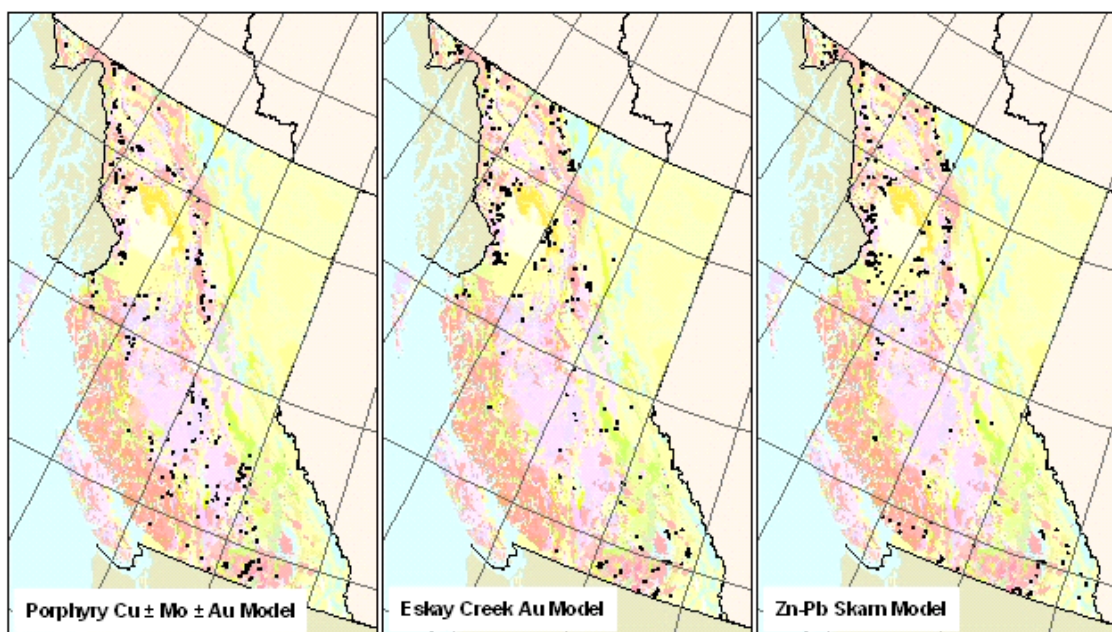 Porphyry Cu ± Mo ± Au Model
Eskay Creek Au Model
Zn-Pb Skarn Model